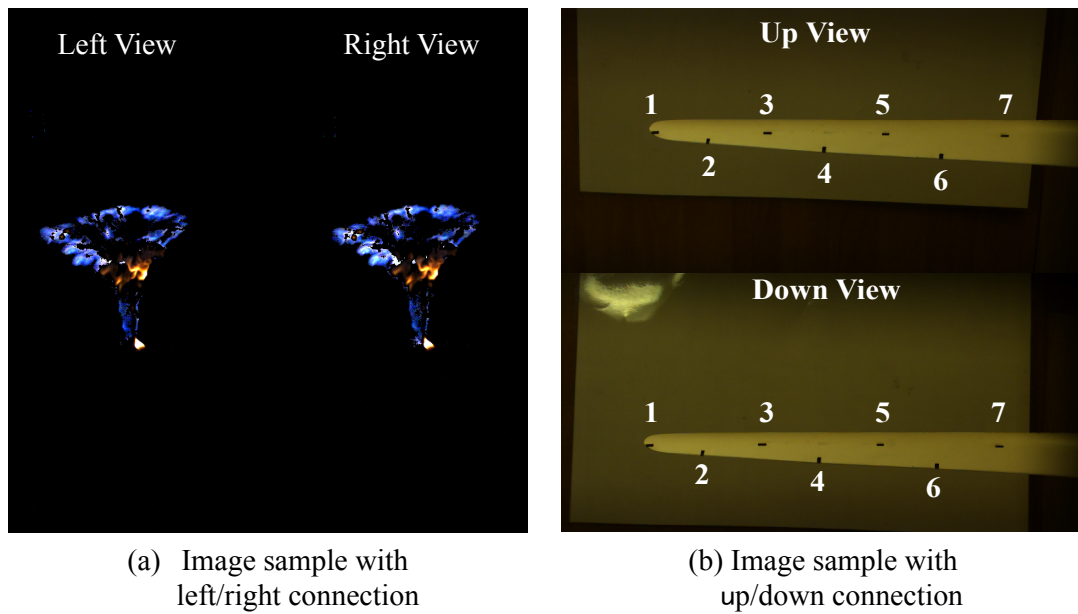 Left View
Right View
Up View
1
3
5
7
2
4
6
Down View
1
3
5
7
2
4
6
(a) Image sample with
left/right connection
(b) Image sample with
up/down connection